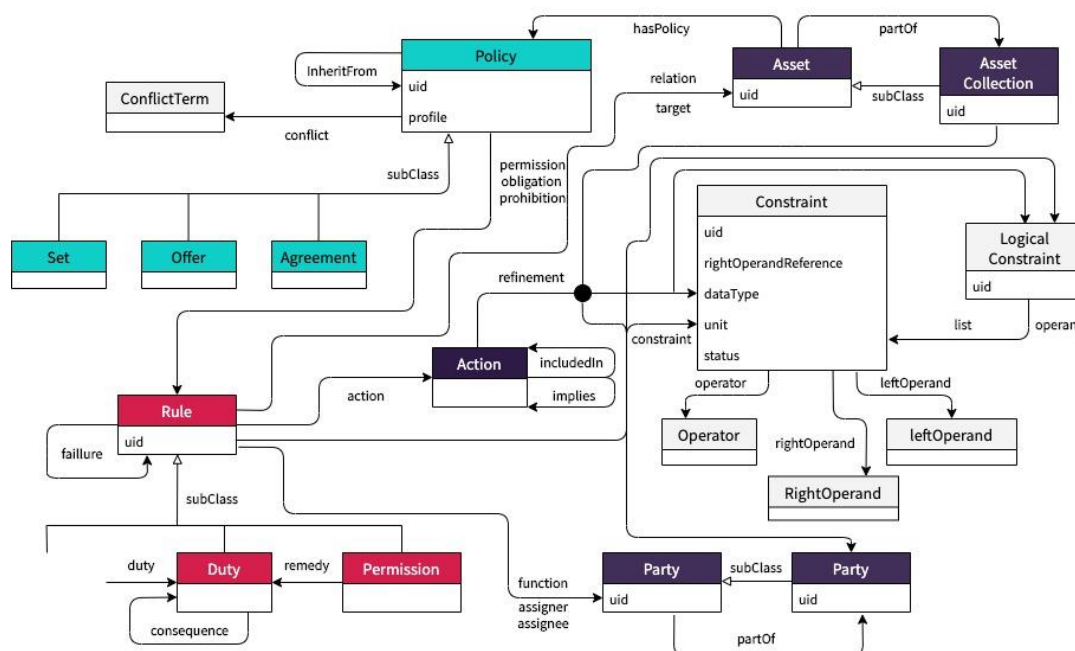 hasPolicy
partOf
Policy
InheritFrom
uid
profile
Asset
uid
Asset
Collection
uid
subClass
relation
target
ConflictTerm
conflict
subClass
permission
obligation
prohibition
Set
Offer
Agreement
Constraint
uid
rightOperandReference
dataType
unit
status
Logical
Constraint
uid
refinement
list
operan
constraint
Action
includedIn
implies
action
operator
leftOperand
Rule
uid
faillure
Operator
rightOperand
leftOperand
RightOperand
subClass
duty
Duty
remedy
Permission
consequence
function
assigner
assignee
Party
uid
subClass
Party
uid
partOf